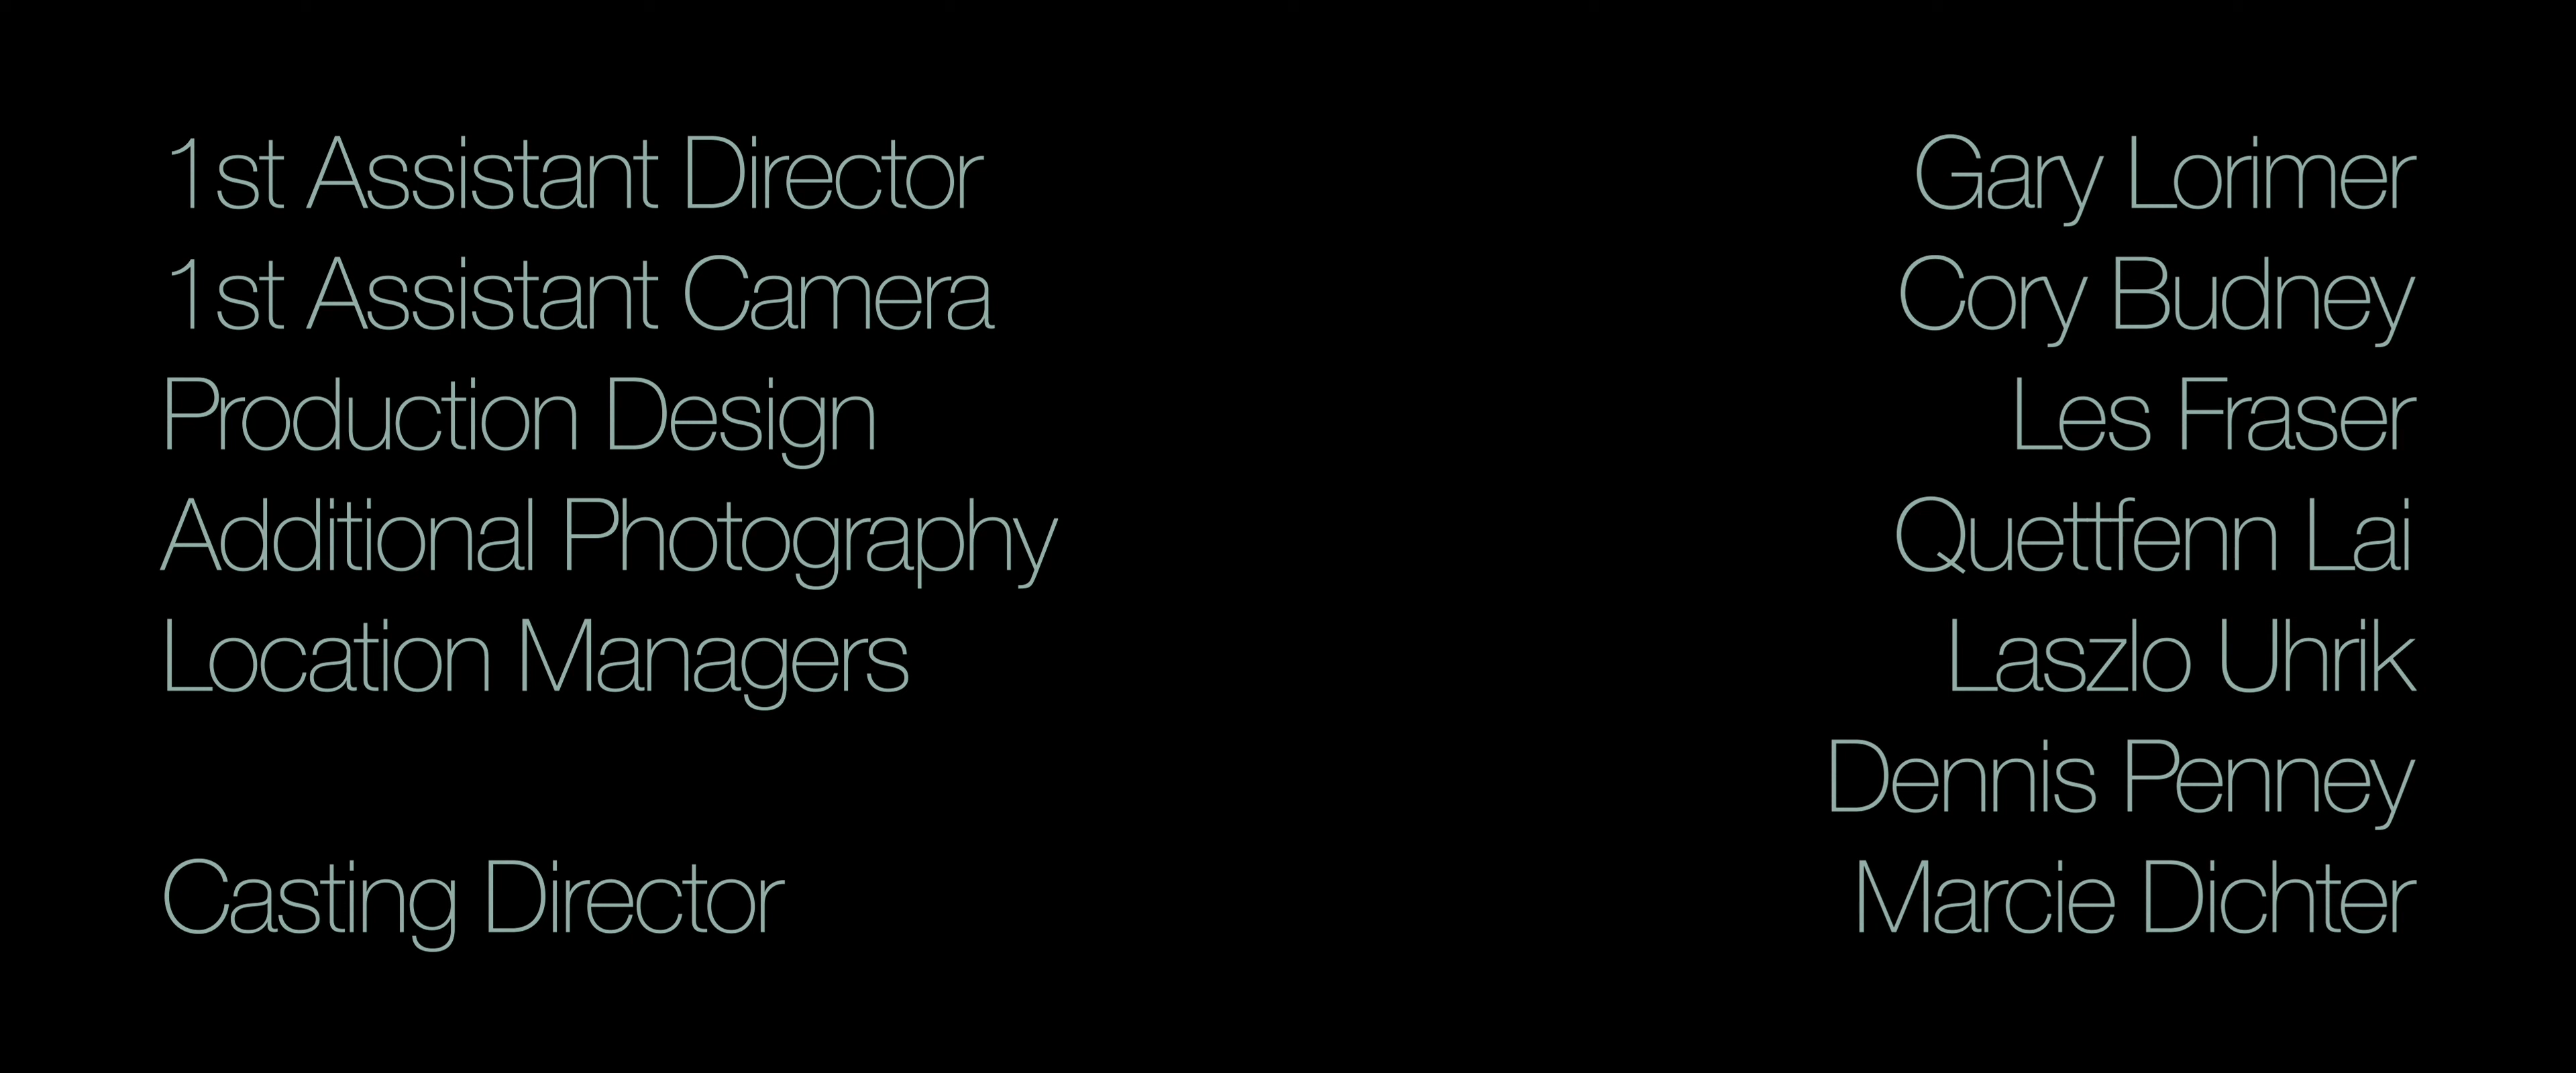 1st Assistant Director Gary Lorimer
1st Assistant Camera Cory Budney
Production Design Les Fraser
Additional Photography Quettfenn Lai
Location Managers Laszlo Uhrik
Dennis Penney
Casting Director Marcie Dichter